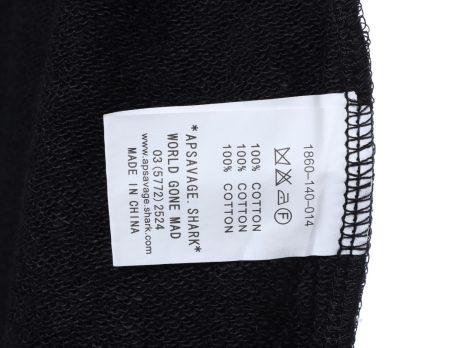 1860-140-014
F
100% COTTON
100% COTTON
100% COTTON
*APSAVAGE. SHARK*
WORLD GONE MAD
03 (5772) 2524
www.apsavage.shark.com
MADE IN CHINA